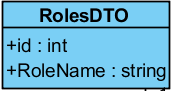 RolesDTO
+id : int
+RoleName : string